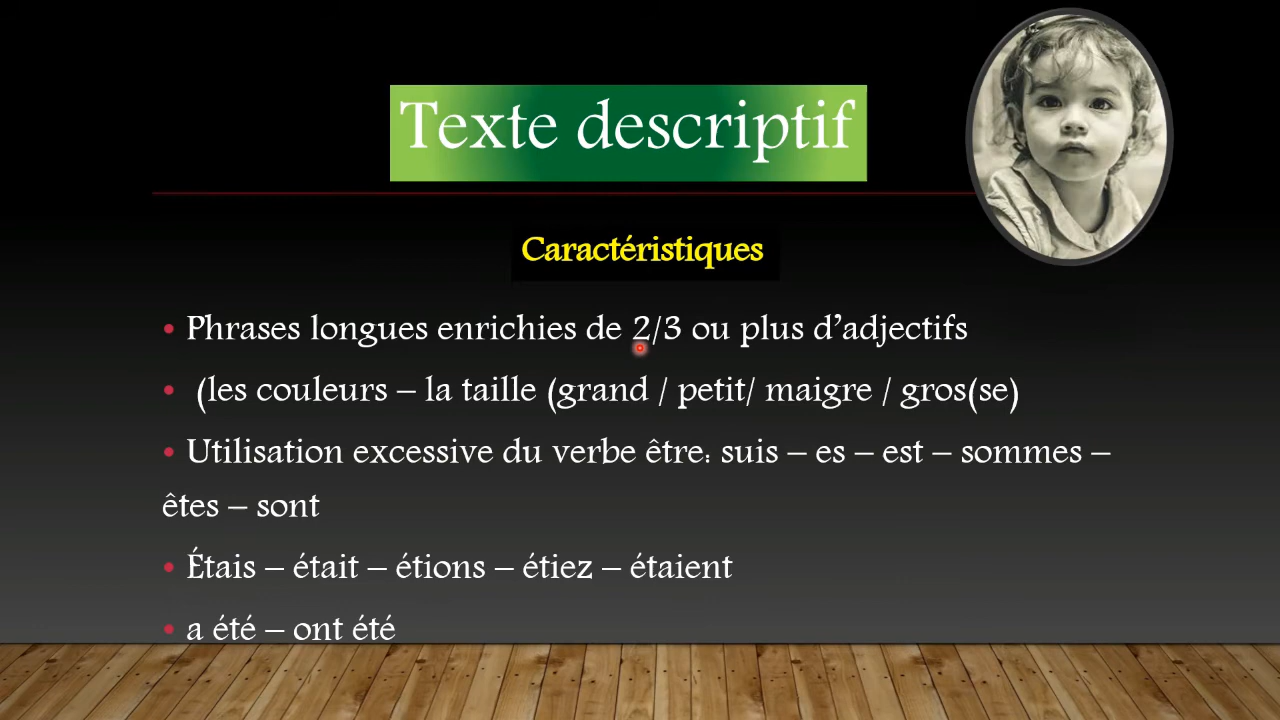 Texte descriptif
Caractéristiques
• Phrases longues enrichies de 2/3 ou plus d’adjectifs
• (les couleurs – la taille (grand / petit/ maigre / gros(se)
• Utilisation excessive du verbe être: suis – es – est – sommes –
êtes – sont
• Étais – était – étions – étiez – étaient
• a été – ont été